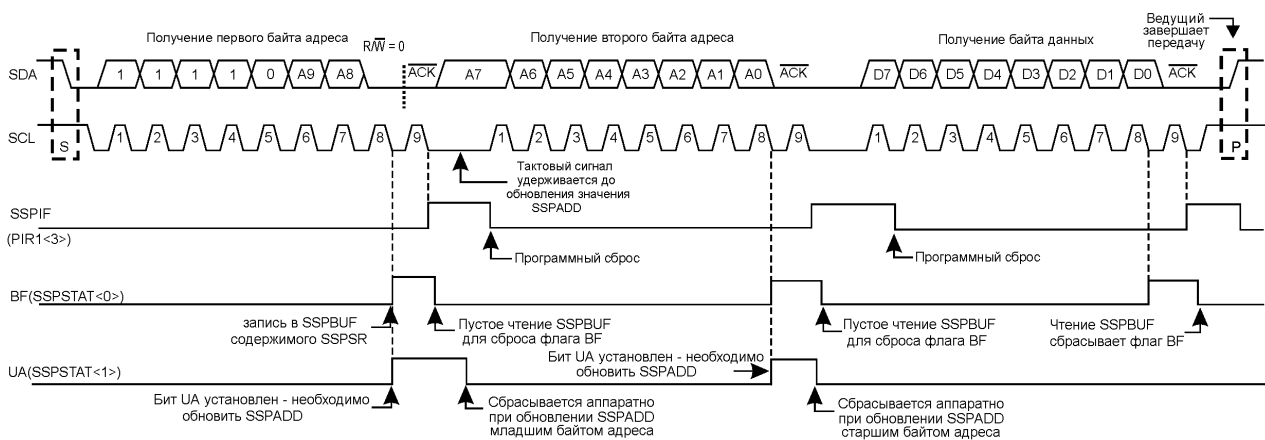 Ведущий
завершает
передачу
Получение первого байта адреса
R/W = 0
Получение второго байта адреса
Получение байта данных
SDA
1 1 1 1 0 A9 A8
ACK
A7 A6 A5 A4 A3 A2 A1 A0
ACK
D7 D6 D5 D4 D3 D2 D1 D0
ACK
SCL
S
1 2 3 4 5 6 7 8 9
1 2 3 4 5 6 7 8 9
1 2 3 4 5 6 7 8 9
P
Тактовый сигнал
удерживается до
обновления значения
SSPADD
SSPIF
(PIR1<3>)
Программный сброс
Программный сброс
BF(SSPSTAT<0>)
запись в SSPBUF
содержимого SSPSR
Пустое чтение SSPBUF
для сброса флага BF
Пустое чтение SSPBUF
для сброса флага BF
Чтение SSPBUF
сбрасывает флаг BF
UA(SSPSTAT<1>)
Бит UA установлен - необходимо
обновить SSPADD
Бит UA установлен - необходимо
обновить SSPADD
Сбрасывается аппаратно
при обновлении SSPADD
младшим байтом адреса
Сбрасывается аппаратно
при обновлении SSPADD
старшим байтом адреса